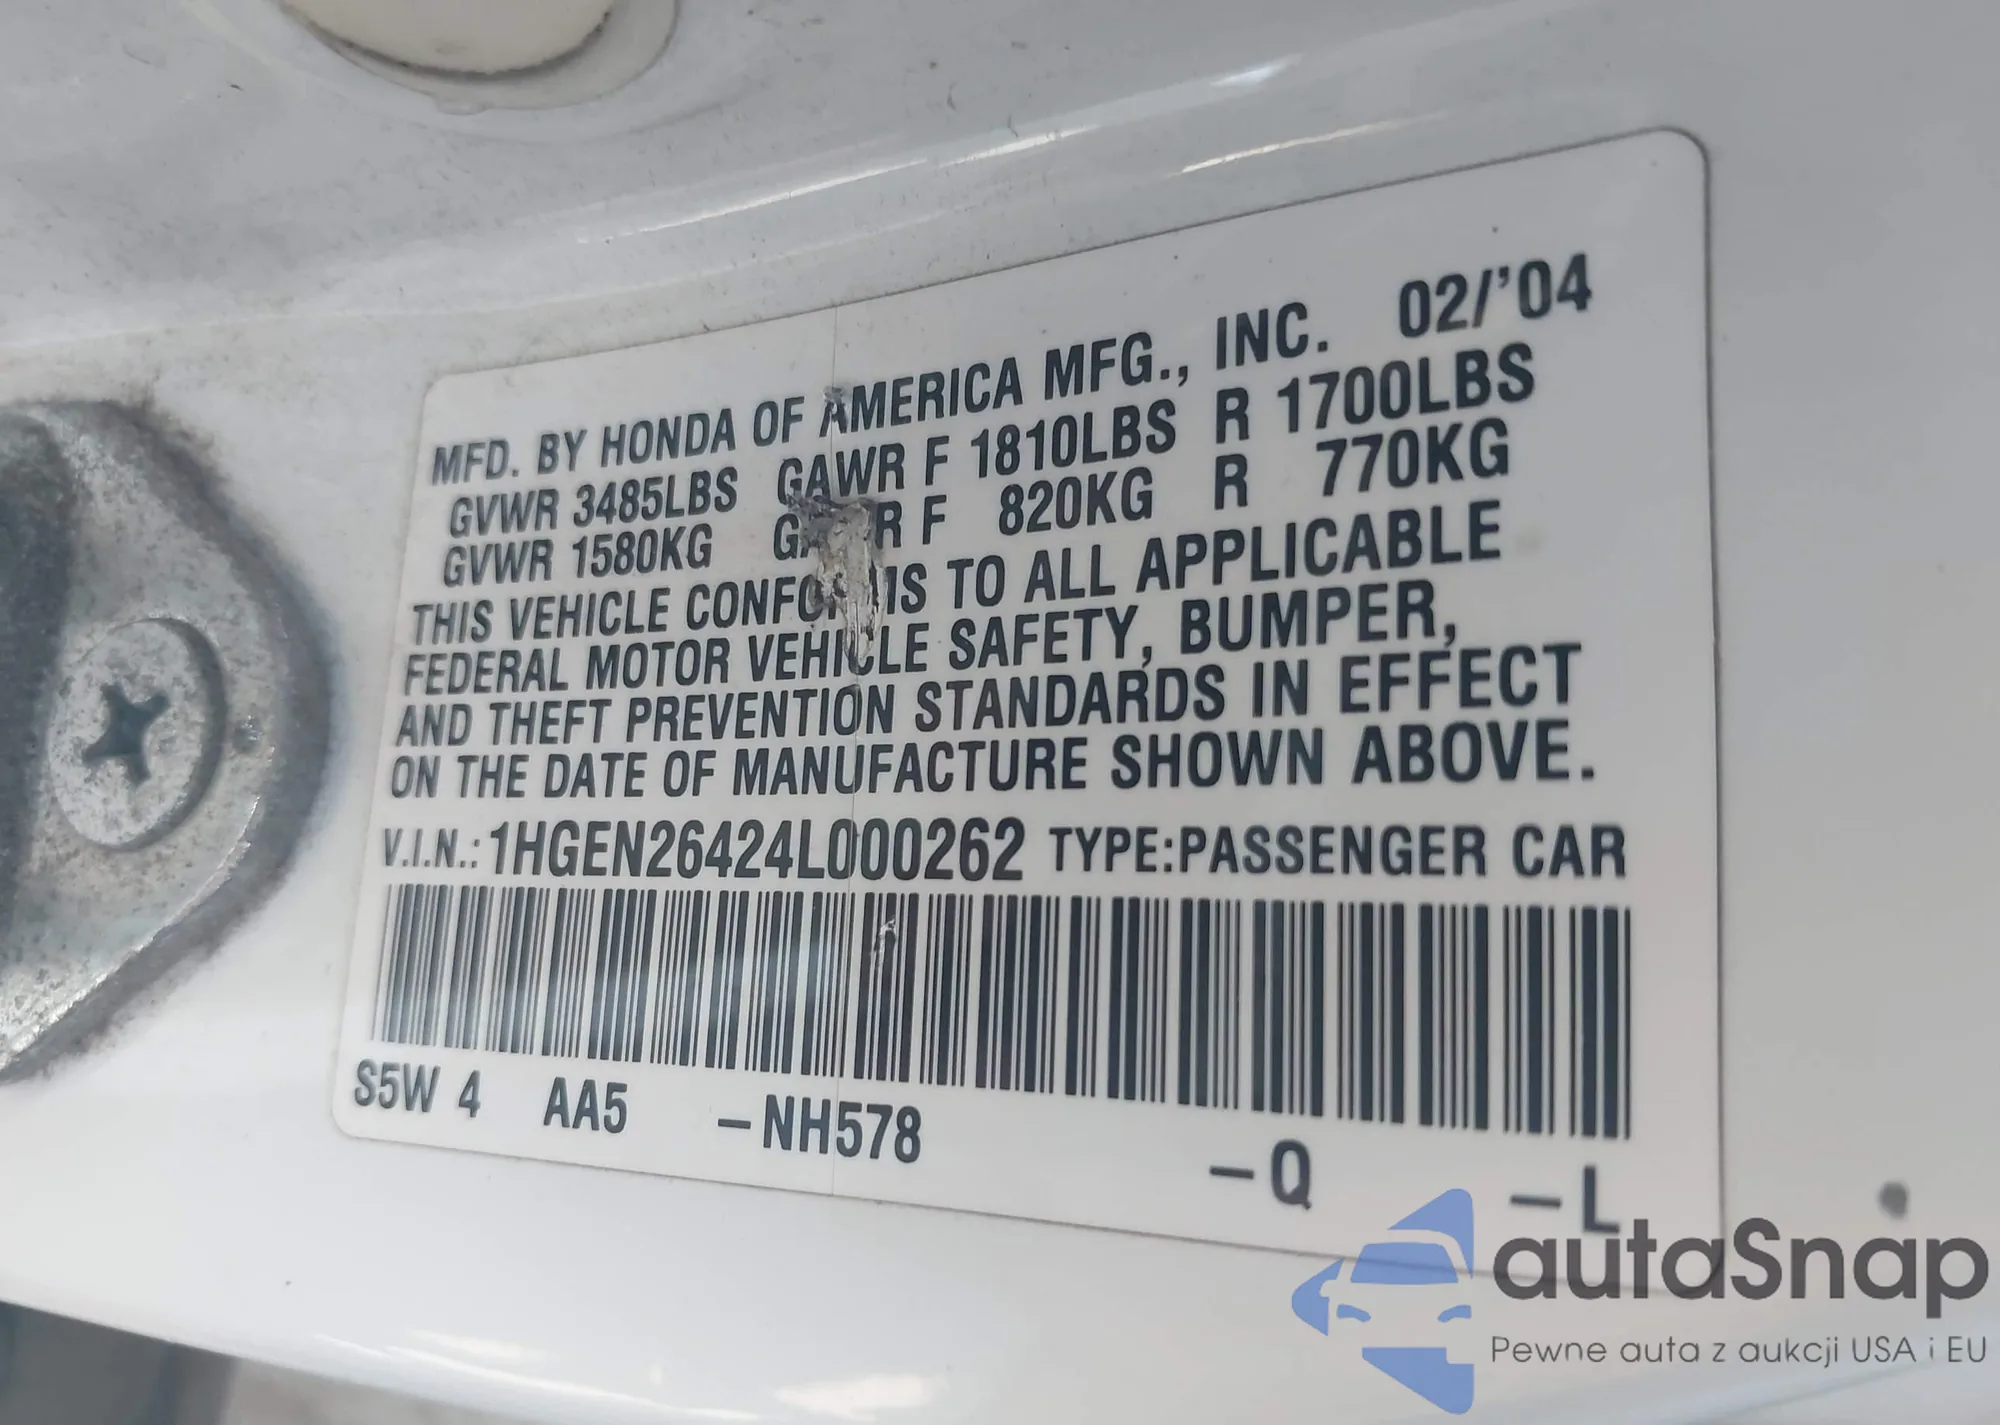 MFD. BY HONDA OF AMERICA MFG., INC. 02/'04
GVWR 3485LBS GAWR F 1810LBS R 1700LBS
GVWR 1580KG GAWR F 820KG R 770KG
THIS VEHICLE CONFORMS TO ALL APPLICABLE
FEDERAL MOTOR VEHICLE SAFETY, BUMPER,
AND THEFT PREVENTION STANDARDS IN EFFECT
ON THE DATE OF MANUFACTURE SHOWN ABOVE.
V.I.N.: 1HGEN26424L000262 TYPE:PASSENGER CAR
S5W 4 AA5 -NH578 -Q -L
autaSnap
Pewne auta z aukcji USA i EU